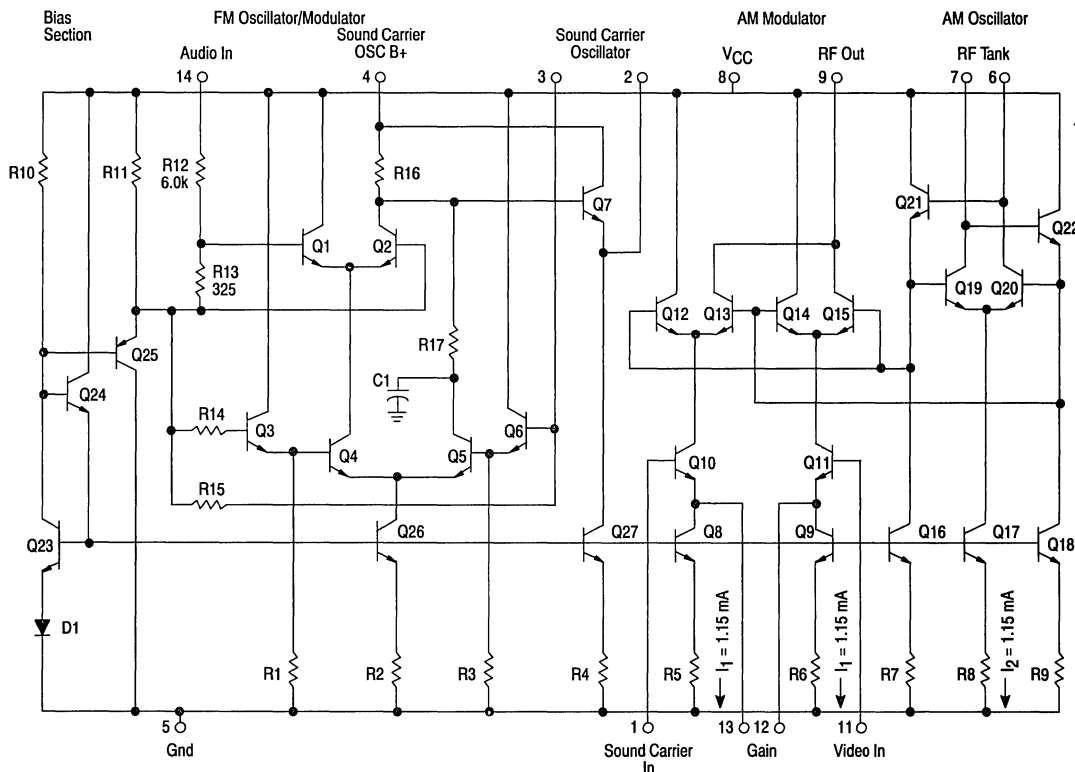 Bias
Section
FM Oscillator/Modulator
Sound Carrier
OSC B+
Sound Carrier
Oscillator
AM Modulator
AM Oscillator
Audio In
VCC
RF Out
RF Tank
14
4
3
2
8
9
7
6
R10
R11
R12
6.0k
R16
Q7
Q21
Q22
Q1
Q2
R13
325
Q19
Q20
Q12
Q13
Q14
Q15
R17
Q25
Q24
C1
R14
Q3
Q4
Q5
Q6
Q10
Q11
R15
Q23
Q26
Q27
Q8
Q9
Q16
Q17
Q18
D1
R1
R2
R3
R4
R5
I1 = 1.15 mA
R6
I1 = 1.15 mA
R7
R8
I2 = 1.15 mA
R9
5
1
13
12
11
Gnd
Sound Carrier
In
Gain
Video In